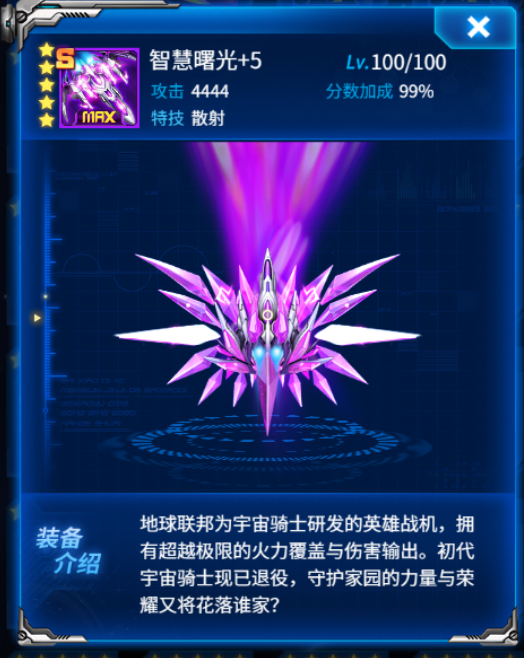 S
MAX
智慧曙光+5
Lv.100/100
攻击 4444
分数加成 99%
特技 散射
装备
介绍
地球联邦为宇宙骑士研发的英雄战机，拥
有超越极限的火力覆盖与伤害输出。初代
宇宙骑士现已退役，守护家园的力量与荣
耀又将花落谁家？